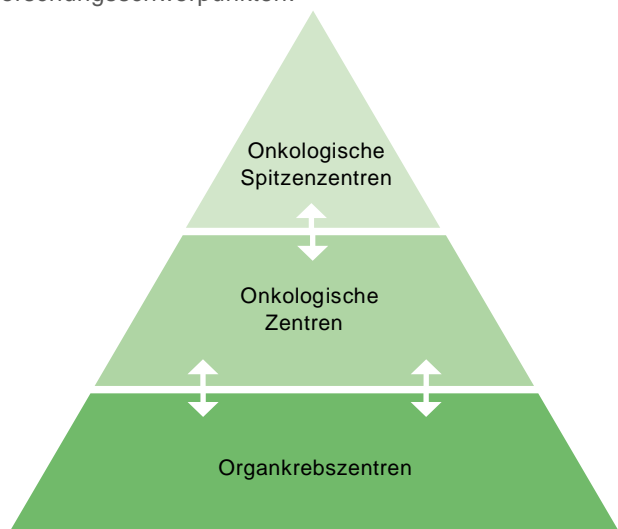 Onkologische
Spitzenzentren
Onkologische
Zentren
Organkrebszentren